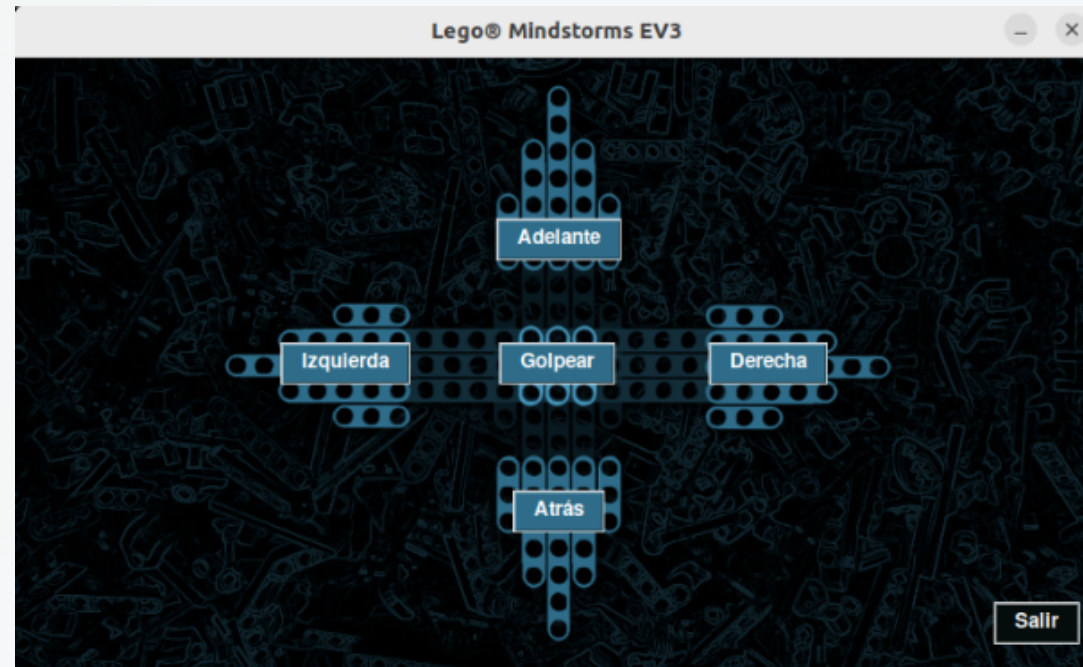 Lego® Mindstorms EV3
Adelante
Izquierda
Golpear
Derecha
Atrás
Salir